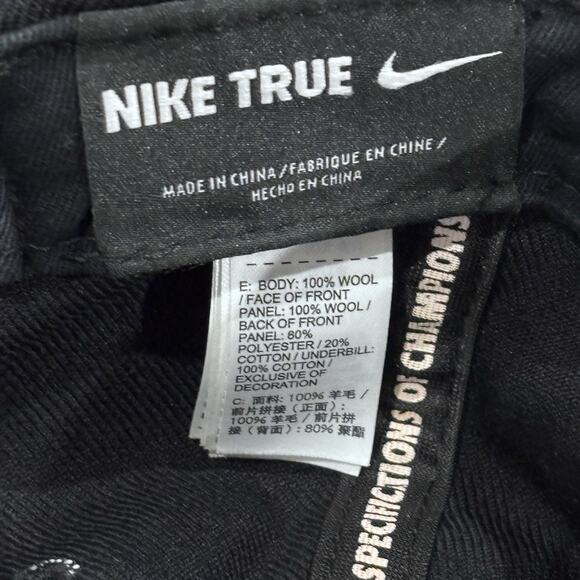 NIKE TRUE
MADE IN CHINA/FABRIQUE EN CHINE/
HECHO EN CHINA
E: BODY: 100% WOOL
/ FACE OF FRONT
PANEL: 100% WOOL /
BACK OF FRONT
PANEL: 80%
POLYESTER / 20%
COTTON / UNDERBILL:
100% COTTON /
EXCLUSIVE OF
DECORATION
C: 面料: 100% 羊毛 /
前片拼接（正面）:
100% 羊毛 / 前片拼
接（背面）: 80% 聚酯
SPECIFICTIONS OF CHAMPIONS